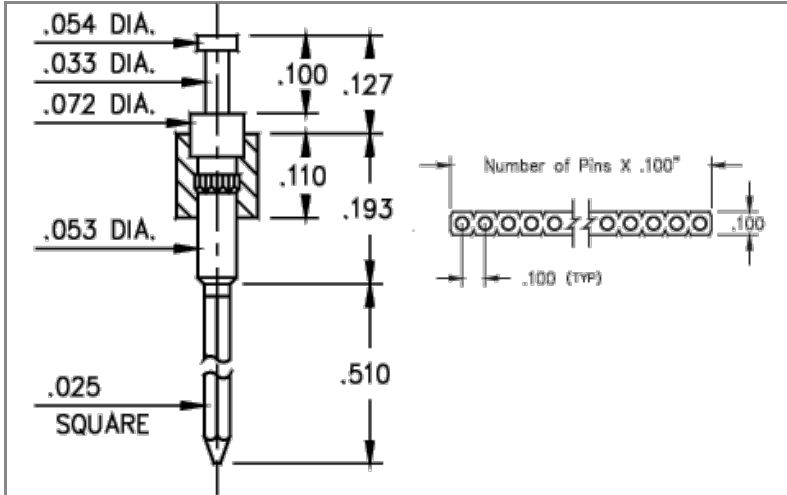 .054 DIA.
.033 DIA.
.072 DIA.
.100
.127
.110
.193
.053 DIA.
.510
.025
SQUARE
Number of Pins X .100"
.100
.100 (TYP)